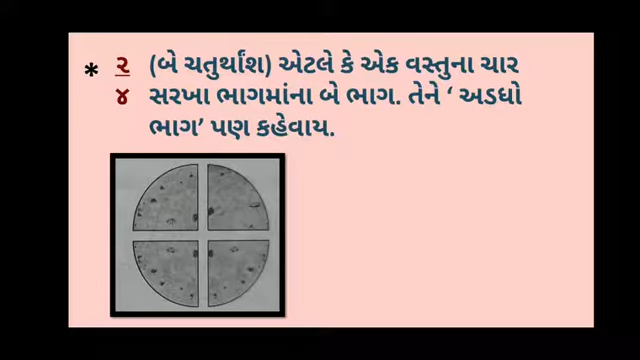 * ૨ (બે ચતુર્થાંશ) એટલે કે એક વસ્તુના ચાર
૪ સરખા ભાગમાંના બે ભાગ. તેને ‘ અડધો
ભાગ’ પણ કહેવાય.